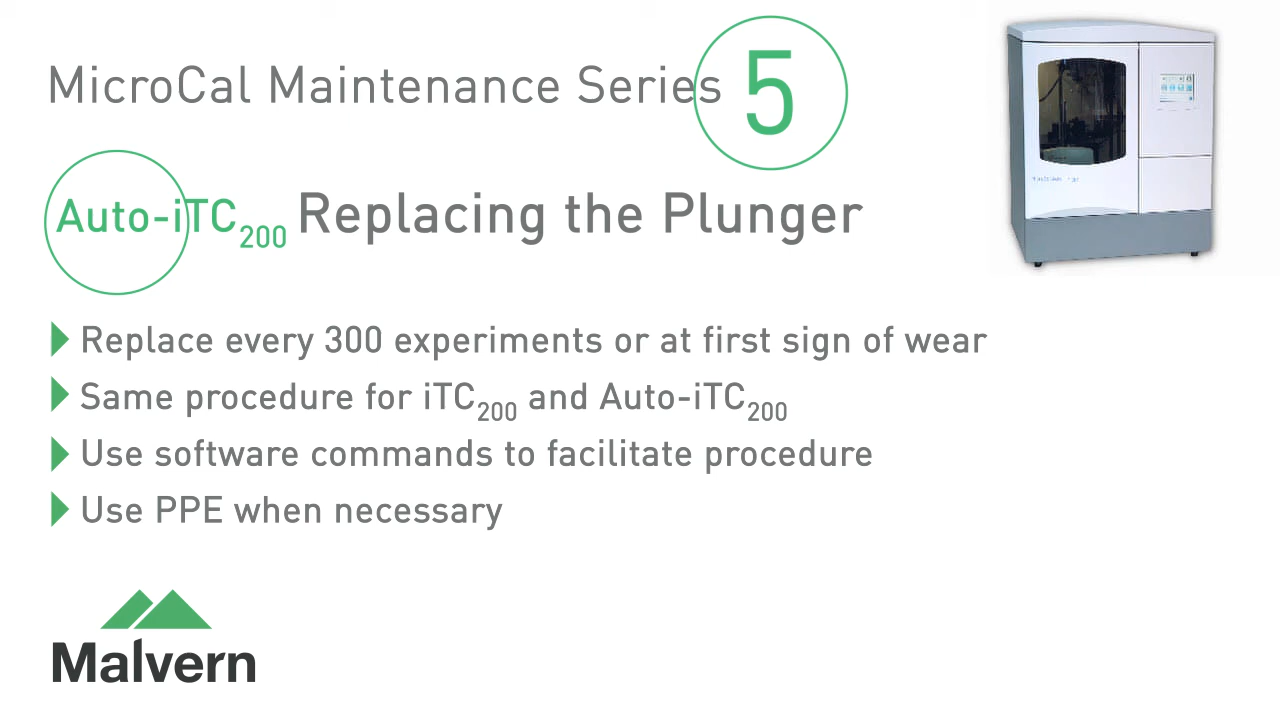 MicroCal Maintenance Series 5
Auto-iTC200 Replacing the Plunger
Replace every 300 experiments or at first sign of wear
Same procedure for iTC200 and Auto-iTC200
Use software commands to facilitate procedure
Use PPE when necessary
Malvern